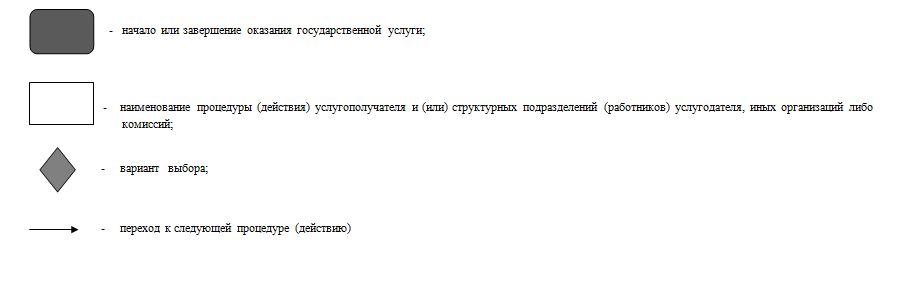 - начало или завершение оказания государственной услуги;
- наименование процедуры (действия) услугополучателя и (или) структурных подразделений (работников) услугодателя, иных организаций либо
комиссий;
- вариант выбора;
- переход к следующей процедуре (действию)